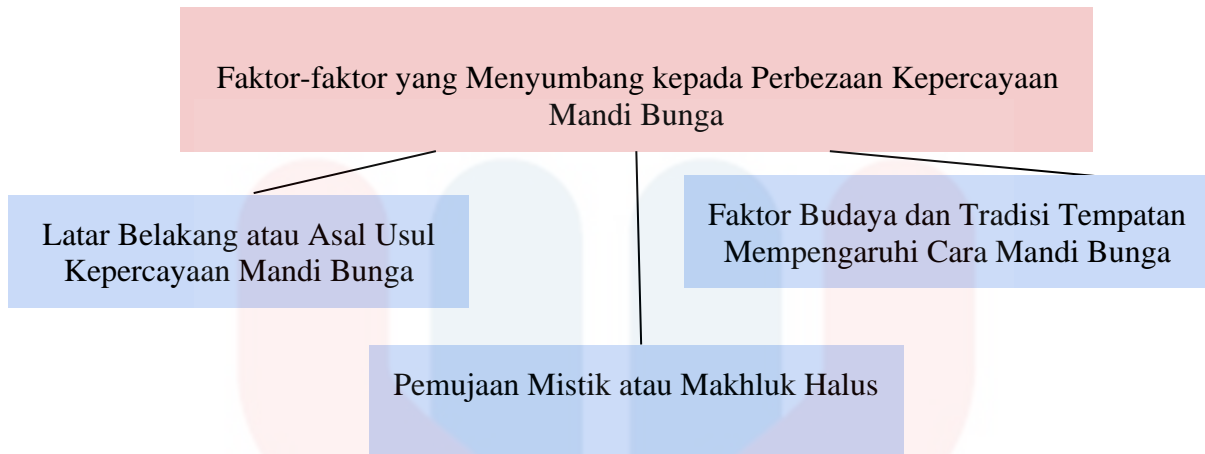 Faktor-faktor yang Menyumbang kepada Perbezaan Kepercayaan
Mandi Bunga
Latar Belakang atau Asal Usul
Kepercayaan Mandi Bunga
Faktor Budaya dan Tradisi Tempatan
Mempengaruhi Cara Mandi Bunga
Pemujaan Mistik atau Makhluk Halus